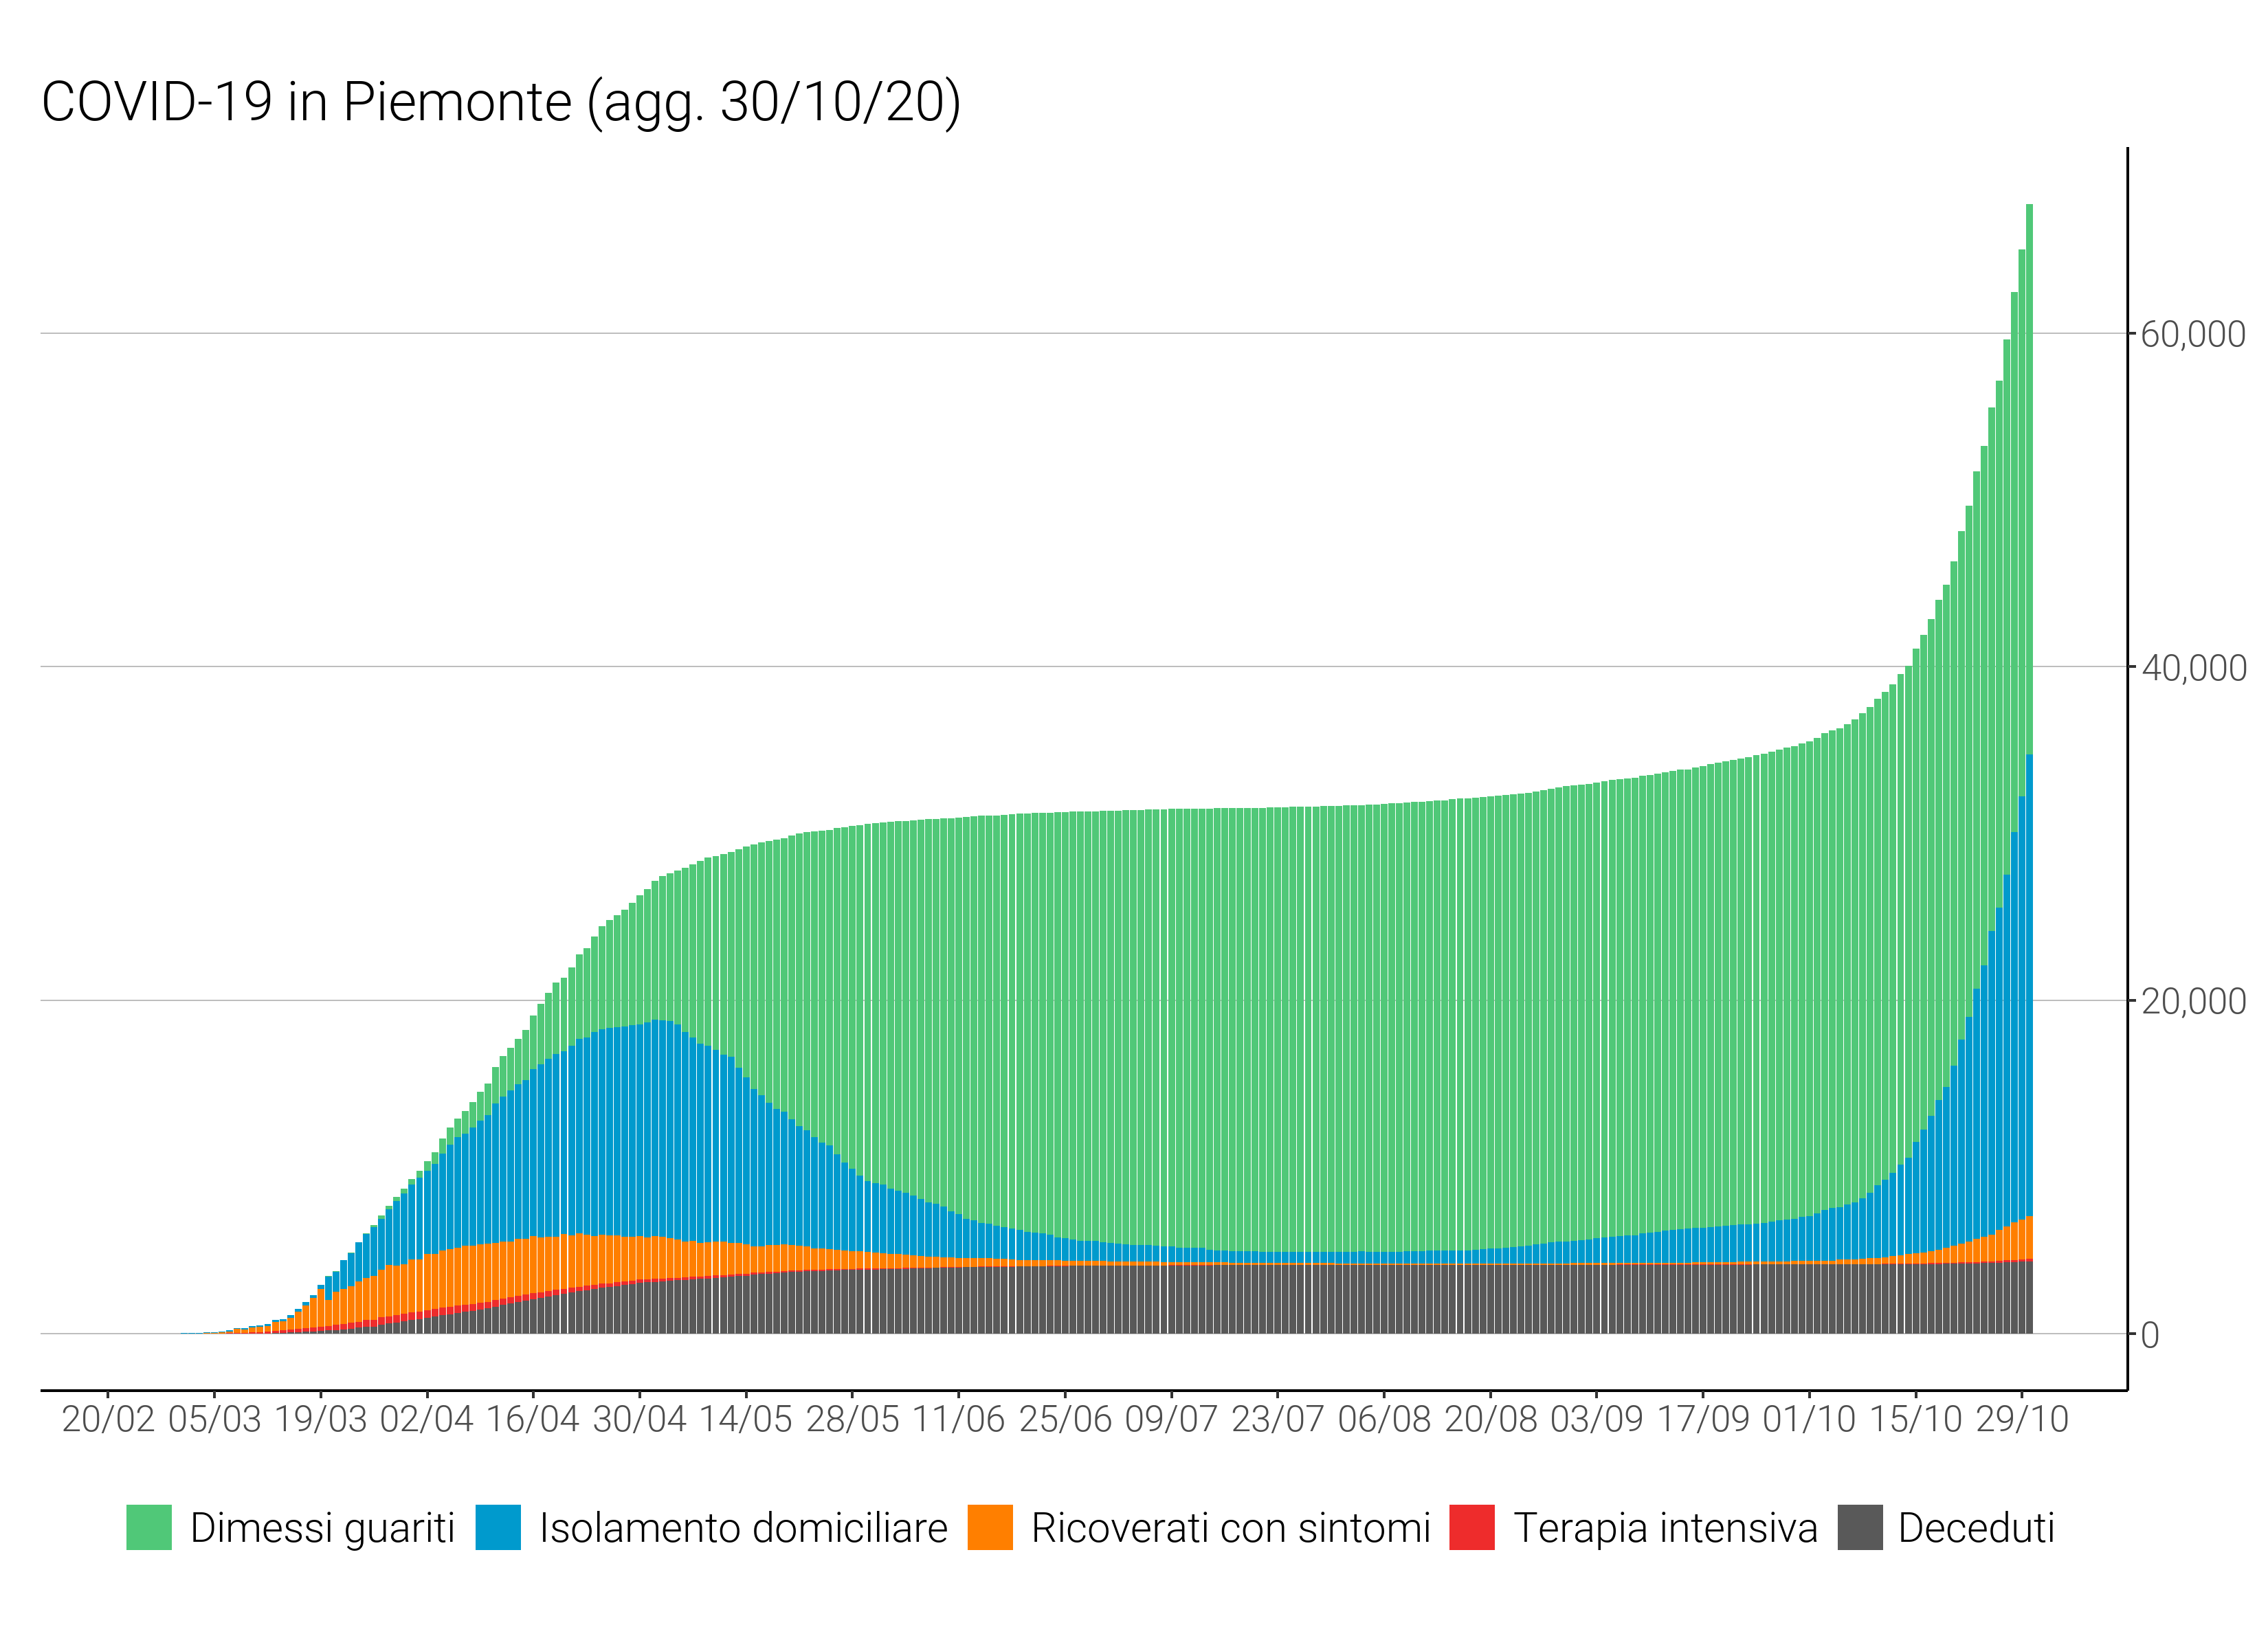 COVID-19 in Piemonte (agg. 30/10/20)
60,000
40,000
20,000
0
20/02 05/03 19/03 02/04 16/04 30/04 14/05 28/05 11/06 25/06 09/07 23/07 06/08 20/08 03/09 17/09 01/10 15/10 29/10
Dimessi guariti Isolamento domiciliare Ricoverati con sintomi Terapia intensiva Deceduti